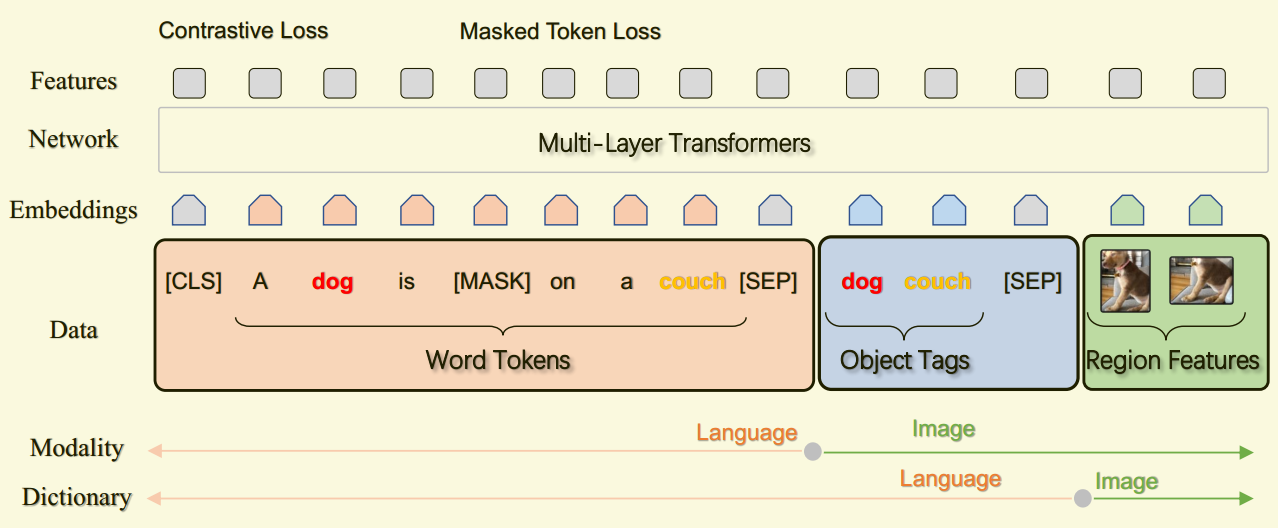 Contrastive Loss Masked Token Loss
Features
Network Multi-Layer Transformers
Embeddings
[CLS] A dog is [MASK] on a couch [SEP] dog couch [SEP]
Data
Word Tokens Object Tags Region Features
Modality Language Image
Dictionary Language Image